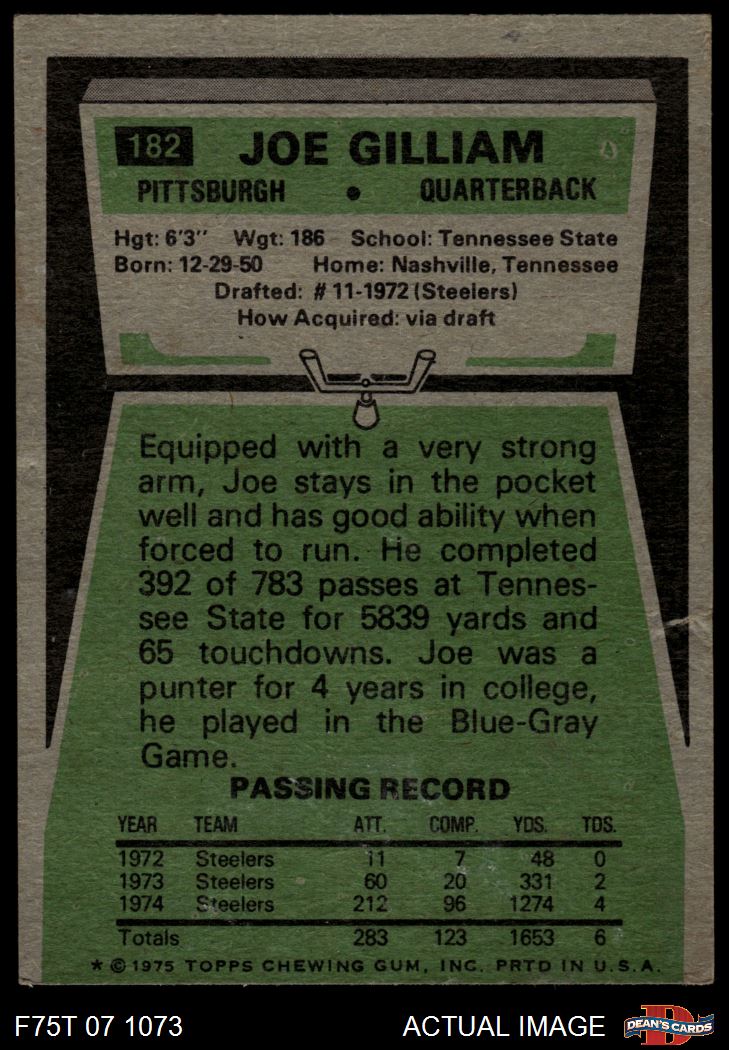 182 JOE GILLIAM
PITTSBURGH • QUARTERBACK
Hgt: 6'3" Wgt: 186 School: Tennessee State
Born: 12-29-50 Home: Nashville, Tennessee
Drafted: #11-1972 (Steelers)
How Acquired: via draft
Equipped with a very strong
arm, Joe stays in the pocket
well and has good ability when
forced to run. He completed
392 of 783 passes at Tennes-
see State for 5839 yards and
65 touchdowns. Joe was a
punter for 4 years in college,
he played in the Blue-Gray
Game.
PASSING RECORD
YEAR TEAM ATT. COMP. YDS. TDS.
1972 Steelers 11 7 48 0
1973 Steelers 60 20 331 2
1974 Steelers 212 96 1274 4
Totals 283 123 1653 6
* © 1975 TOPPS CHEWING GUM, INC. PRTD IN U.S.A.
F75T 07 1073 ACTUAL IMAGE DEAN'S CARDS